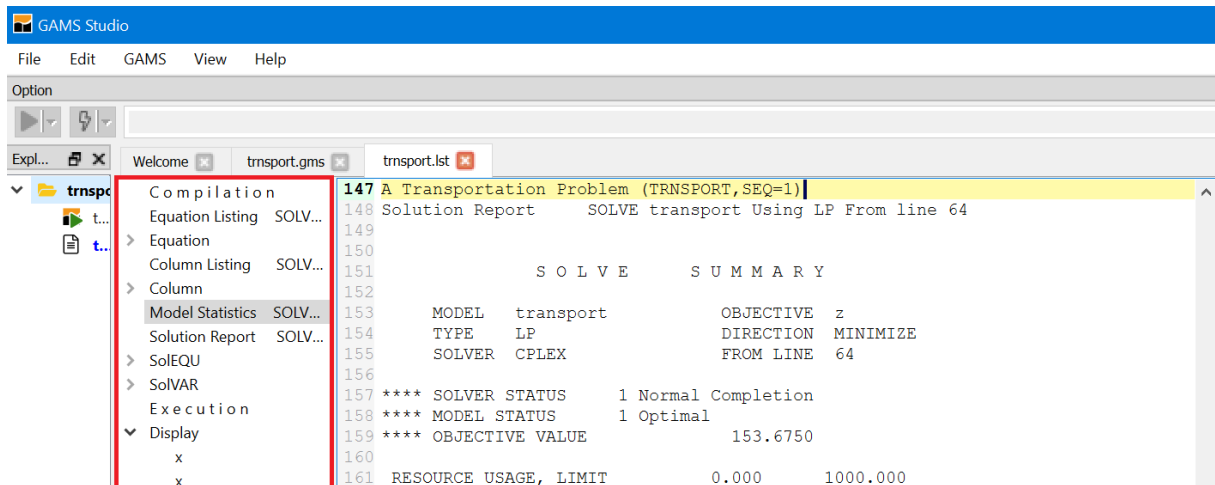 GAMS Studio
File Edit GAMS View Help
Option
Expl...
Welcome trnsport.gms trnsport.lst
trnspo
t...
t...
C o m p i l a t i o n
Equation Listing SOLV...
Equation
Column Listing SOLV...
Column
Model Statistics SOLV...
Solution Report SOLV...
SolEQU
SolVAR
E x e c u t i o n
Display
x
x
147 A Transportation Problem (TRNSPORT,SEQ=1)
148 Solution Report SOLVE transport Using LP From line 64
149
150
151 S O L V E S U M M A R Y
152
153 MODEL transport OBJECTIVE z
154 TYPE LP DIRECTION MINIMIZE
155 SOLVER CPLEX FROM LINE 64
156
157 **** SOLVER STATUS 1 Normal Completion
158 **** MODEL STATUS 1 Optimal
159 **** OBJECTIVE VALUE 153.6750
160
161 RESOURCE USAGE, LIMIT 0.000 1000.000